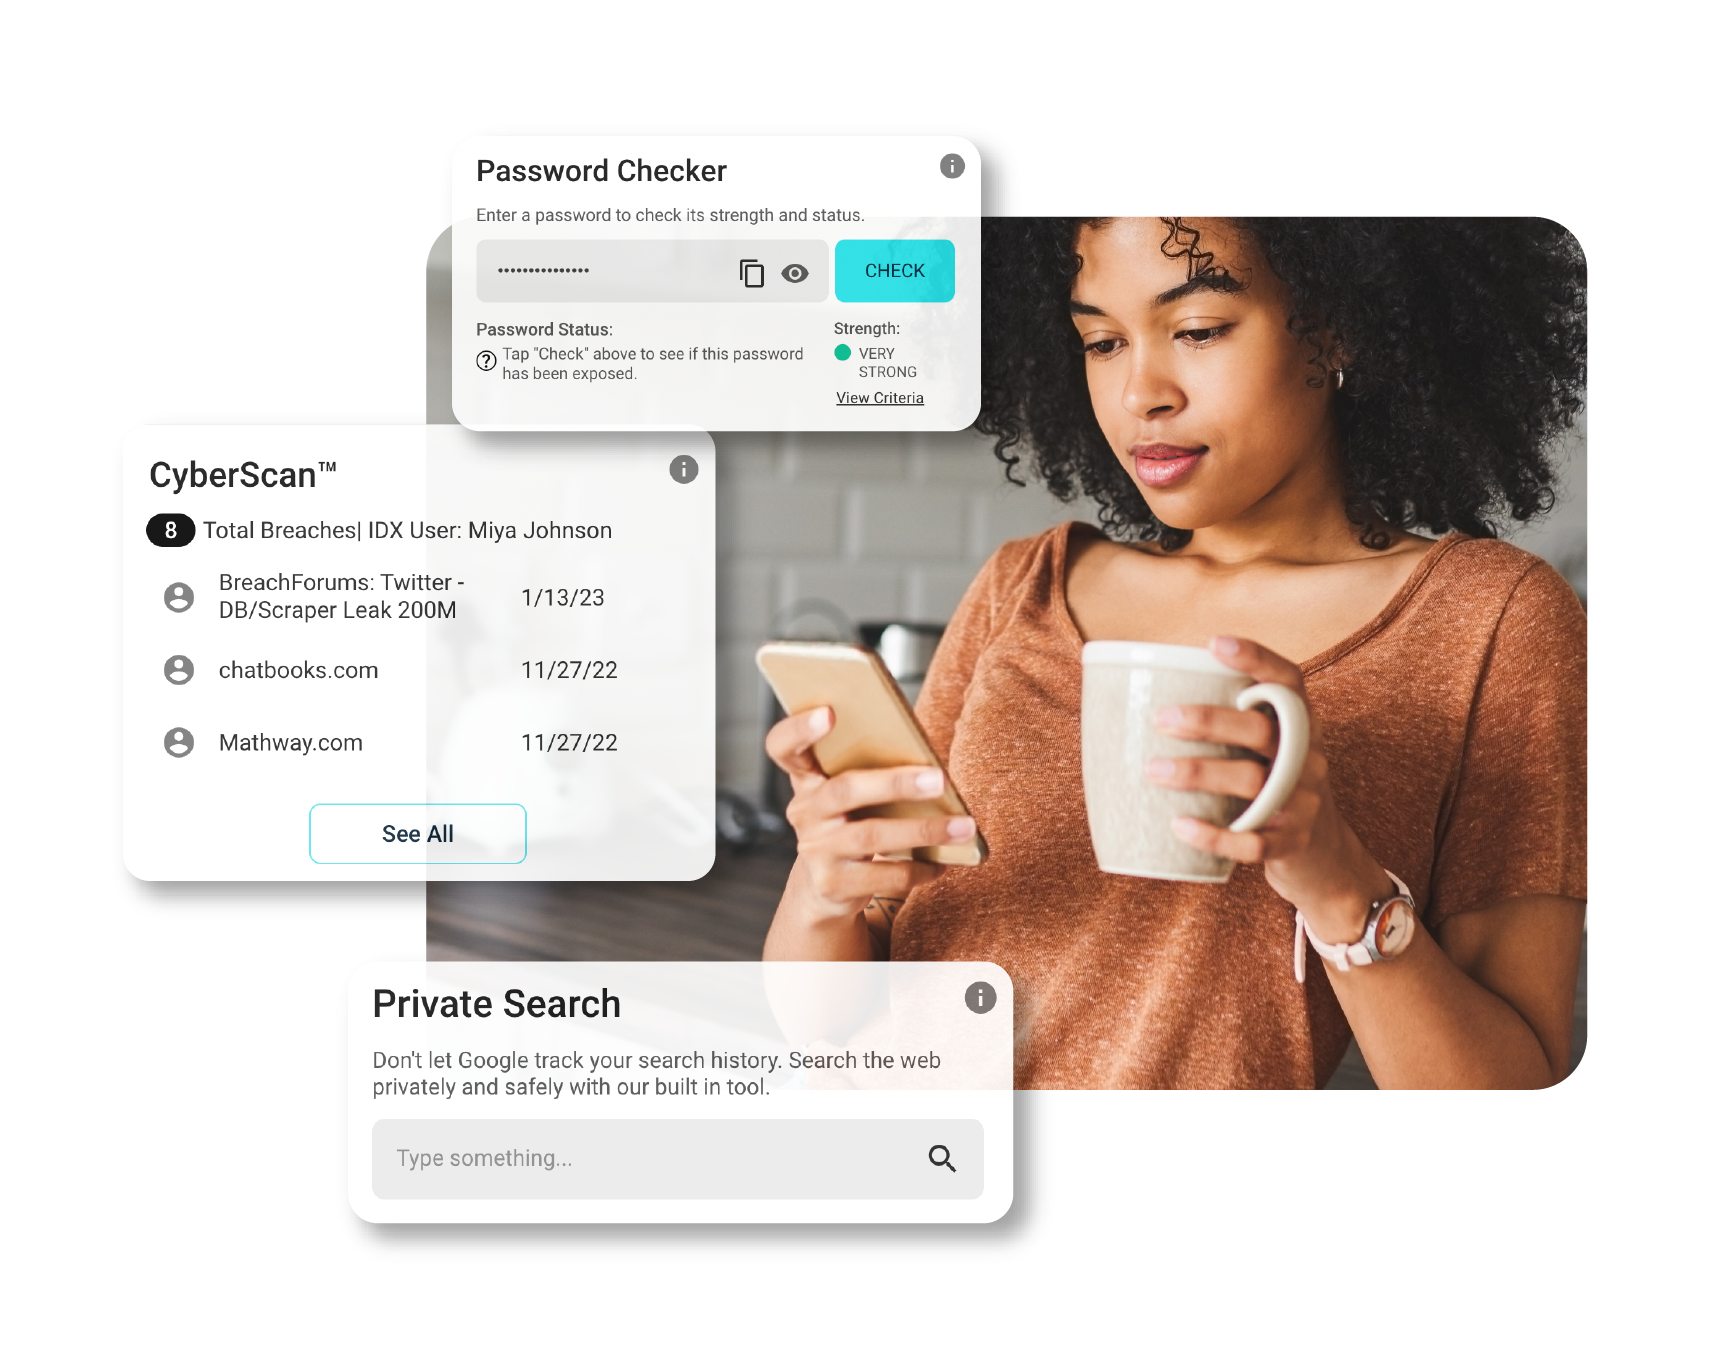 Password Checker
Enter a password to check its strength and status.
•••••••••••••••
CHECK
Password Status:
Tap "Check" above to see if this password
has been exposed.
Strength:
VERY
STRONG
View Criteria
CyberScan™
8 Total Breaches| IDX User: Miya Johnson
BreachForums: Twitter -
DB/Scraper Leak 200M
1/13/23
chatbooks.com 11/27/22
Mathway.com 11/27/22
See All
Private Search
Don't let Google track your search history. Search the web
privately and safely with our built in tool.
Type something...